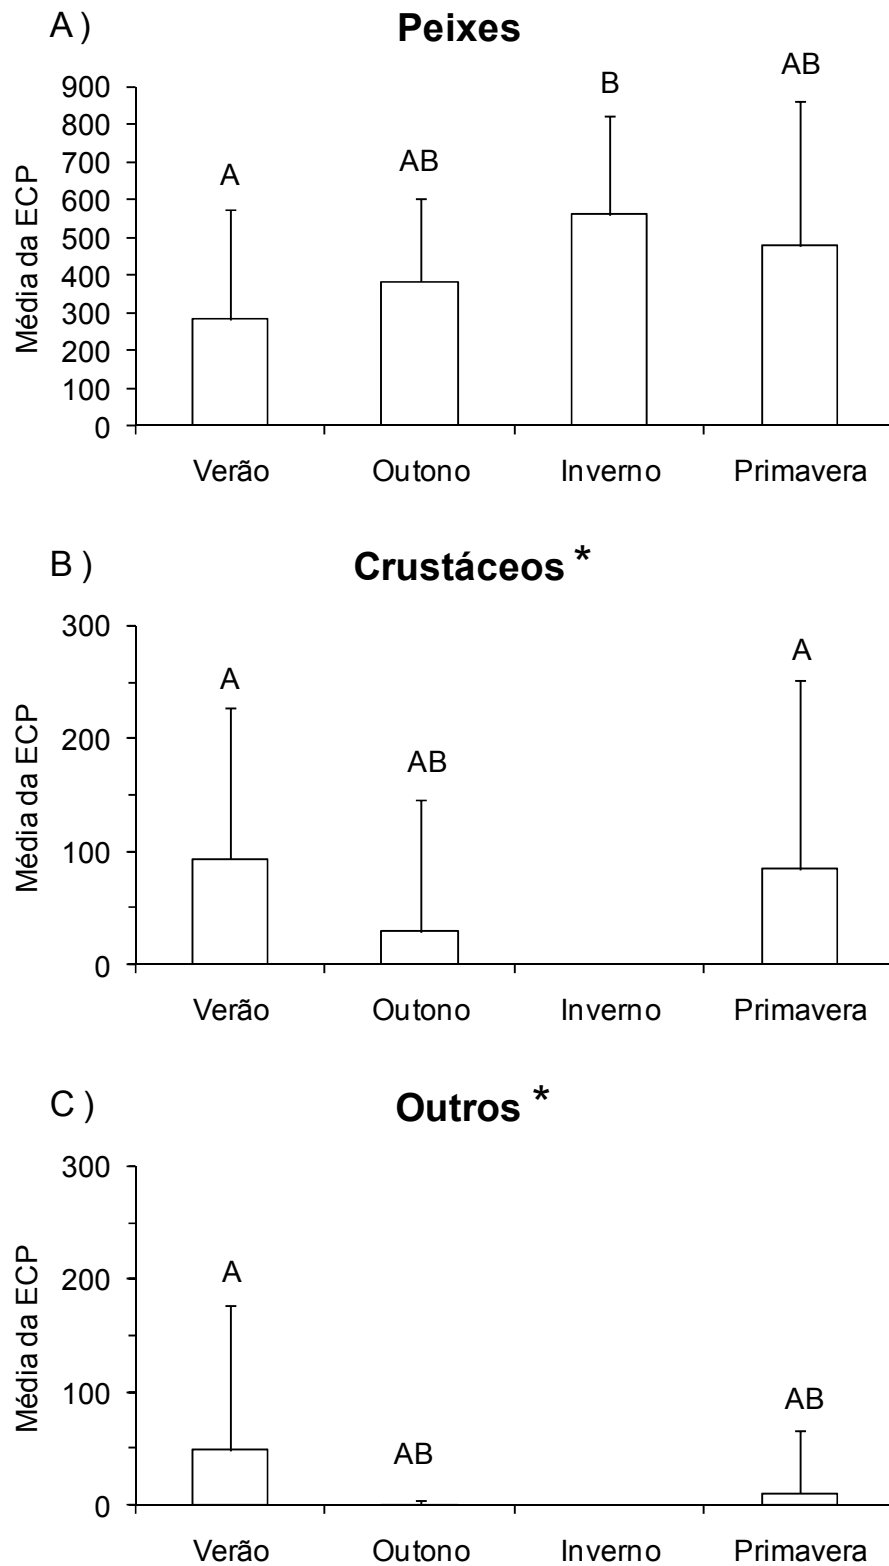 A) Peixes
Média da ECP
900
800
700
600
500
400
300
200
100
0
A
AB
B
AB
Verão Outono Inverno Primavera
B) Crustáceos *
Média da ECP
300
200
100
0
A
AB
A
Verão Outono Inverno Primavera
C) Outros *
Média da ECP
300
200
100
0
A
AB
AB
Verão Outono Inverno Primavera